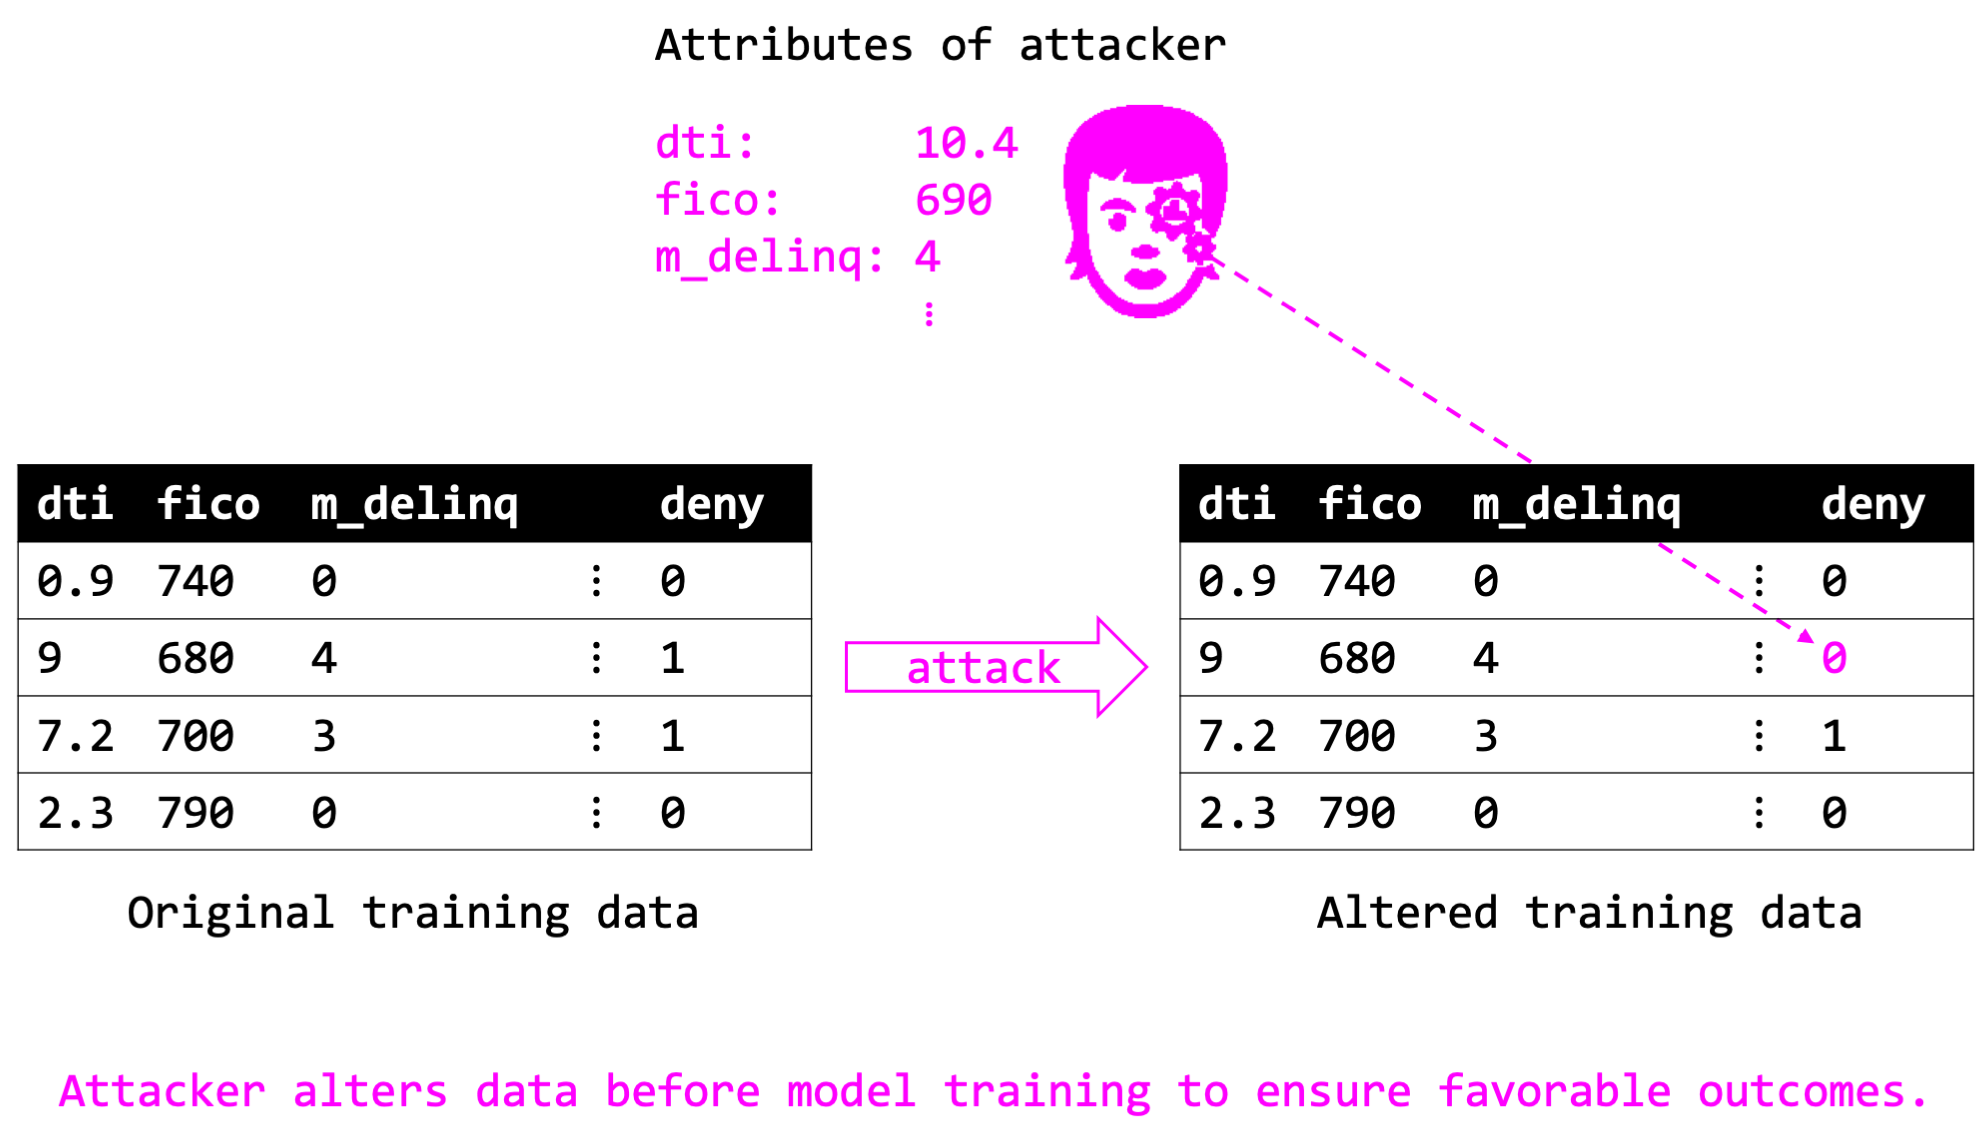 Attributes of attacker
dti: 10.4
fico: 690
m_delinq: 4
⋮
dti fico m_delinq deny
0.9 740 0 ⋮ 0
9 680 4 ⋮ 1
7.2 700 3 ⋮ 1
2.3 790 0 ⋮ 0
Original training data
attack
dti fico m_delinq deny
0.9 740 0 ⋮ 0
9 680 4 ⋮ 0
7.2 700 3 ⋮ 1
2.3 790 0 ⋮ 0
Altered training data
Attacker alters data before model training to ensure favorable outcomes.